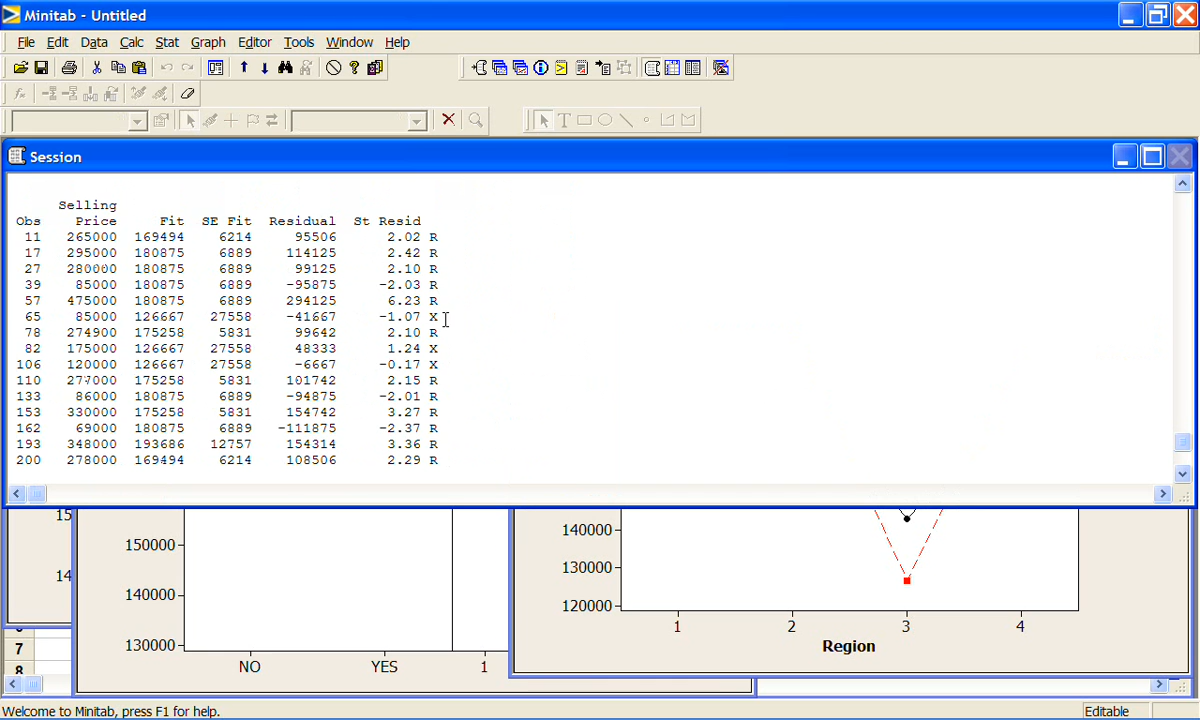 Minitab - Untitled
File Edit Data Calc Stat Graph Editor Tools Window Help
Session
Selling
Obs Price Fit SE Fit Residual St Resid
11 265000 169494 6214 95506 2.02 R
17 295000 180875 6889 114125 2.42 R
27 280000 180875 6889 99125 2.10 R
39 85000 180875 6889 -95875 -2.03 R
57 475000 180875 6889 294125 6.23 R
65 85000 126667 27558 -41667 -1.07 X
78 274900 175258 5831 99642 2.10 R
82 175000 126667 27558 48333 1.24 X
106 120000 126667 27558 -6667 -0.17 X
110 277000 175258 5831 101742 2.15 R
133 86000 180875 6889 -94875 -2.01 R
153 330000 175258 5831 154742 3.27 R
162 69000 180875 6889 -111875 -2.37 R
193 348000 193686 12757 154314 3.36 R
200 278000 169494 6214 108506 2.29 R
15
14
150000
140000
130000
NO YES 1
140000
130000
120000
1 2 3 4
Region
7
8
Welcome to Minitab, press F1 for help.
Editable